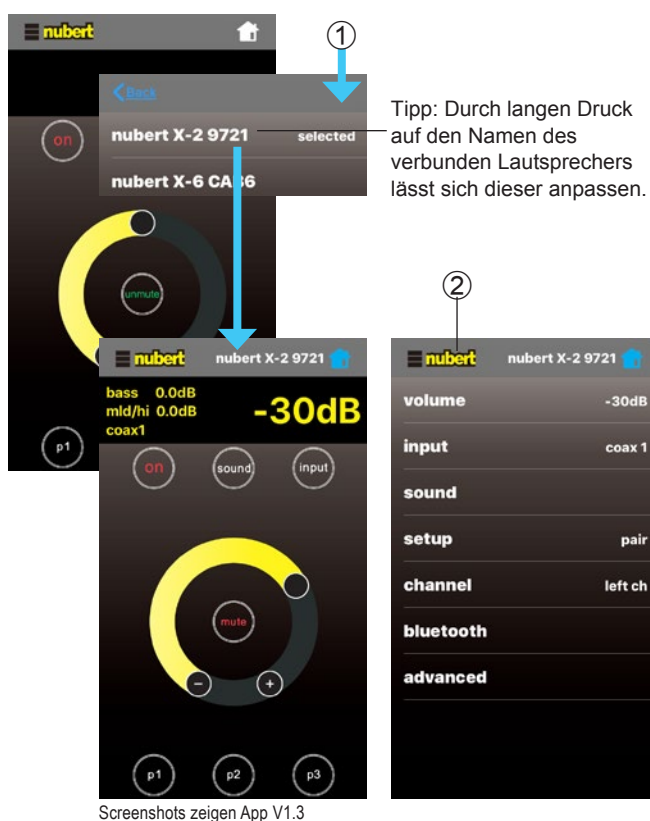 nubert
①
Back
nubert X-2 9721 selected
nubert X-6 CA
6
Tipp: Durch langen Druck
auf den Namen des
verbunden Lautsprechers
lässt sich dieser anpassen.
on
unmute
p1
nubert nubert X-2 9721
bass 0.0dB
mid/hi 0.0dB
coax1
-30dB
on sound input
mute
− +
p1 p2 p3
②
nubert nubert X-2 9721
volume -30dB
input coax 1
sound
setup pair
channel left ch
bluetooth
advanced
Screenshots zeigen App V1.3